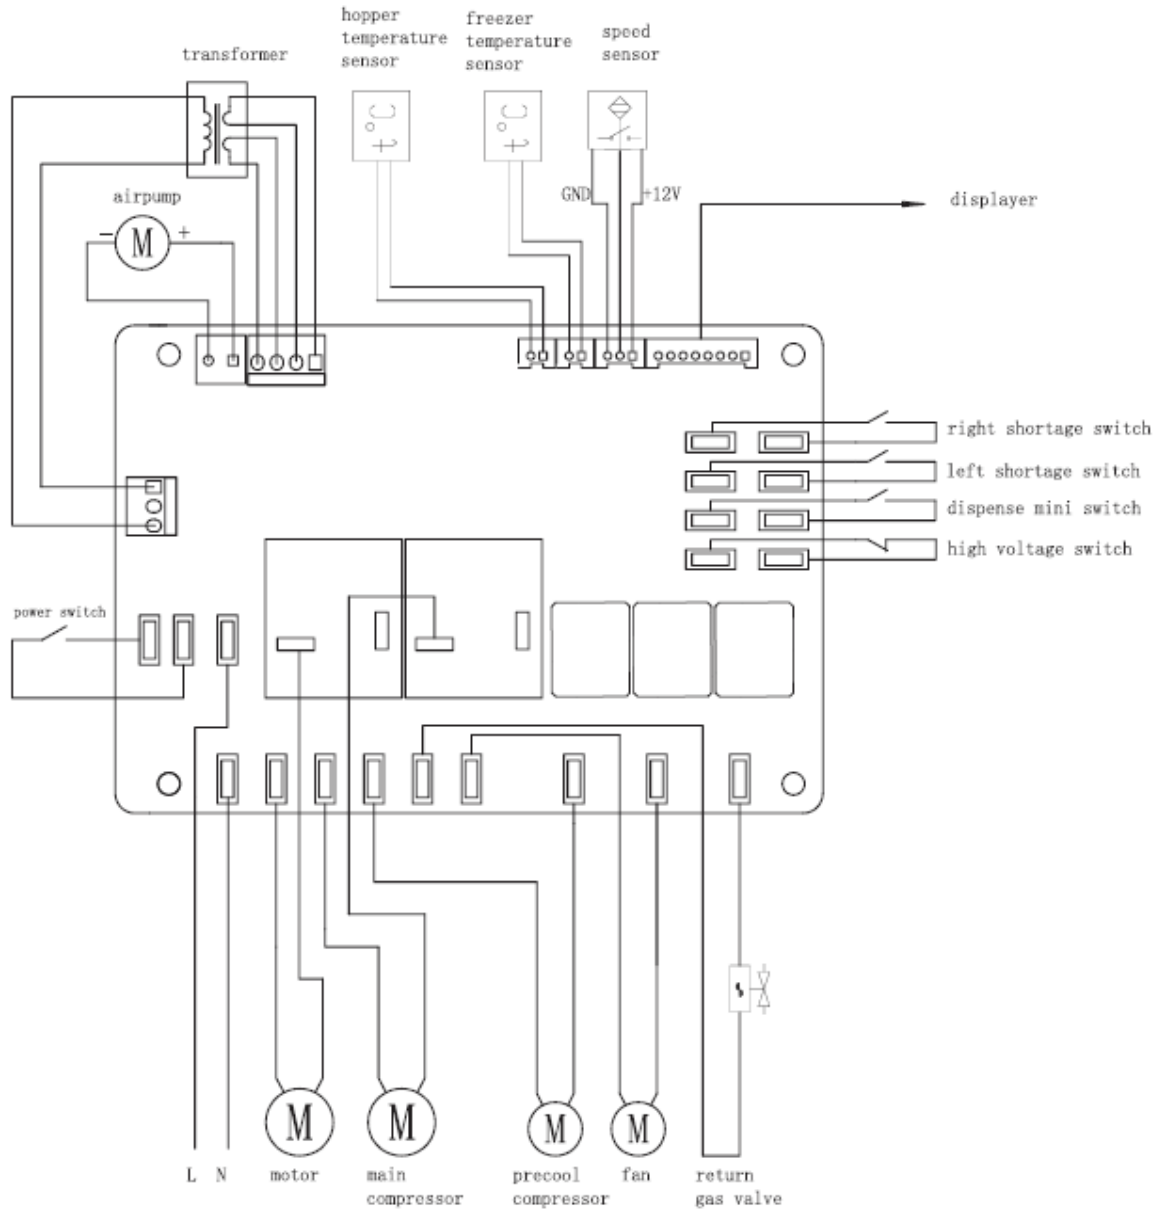 hopper
temperature
sensor
freezer
temperature
sensor
speed
sensor
transformer
t°C
t°C
GND
+12V
displayer
airpump
− M +
right shortage switch
left shortage switch
dispense mini switch
high voltage switch
power switch
M
M
M
M
L
N
motor
main
compressor
precool
compressor
fan
return
gas valve